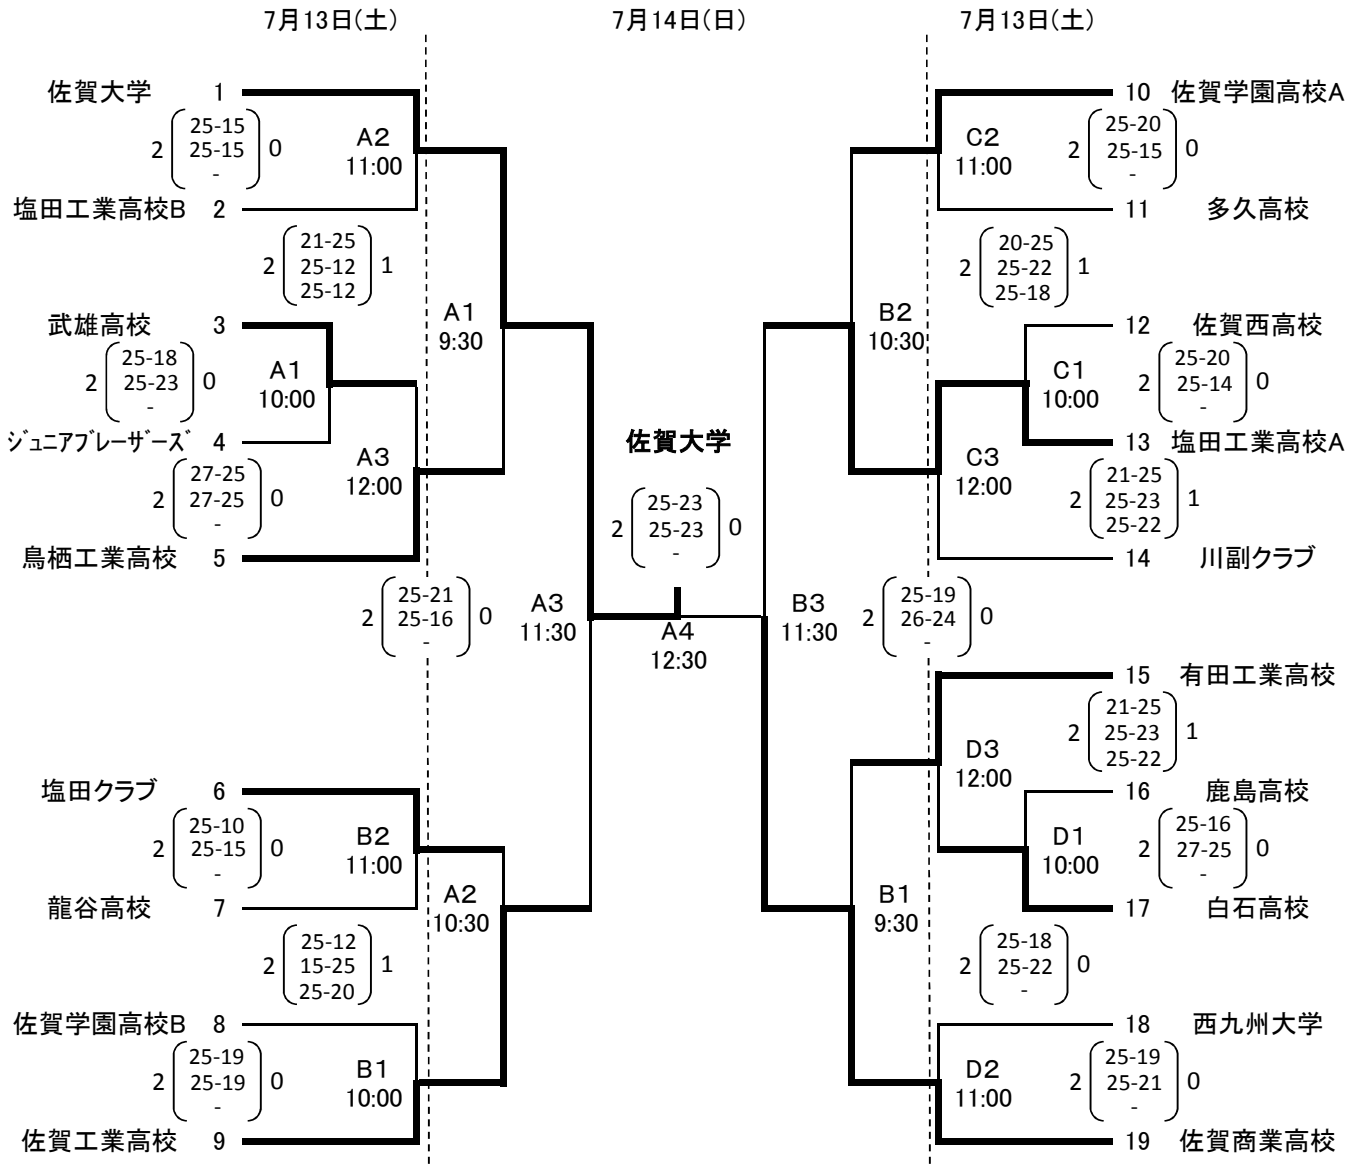 7月13日(土) 7月14日(日) 7月13日(土)
佐賀大学 1
2 25-15 25-15 - 0
A2 11:00
塩田工業高校B 2
2 21-25 25-12 25-12 1
武雄高校 3
2 25-18 25-23 - 0
A1 10:00
ジュニアブレーザーズ 4
2 27-25 27-25 - 0
A3 12:00
鳥栖工業高校 5
A1 9:30
2 25-21 25-16 - 0
A3 11:30
塩田クラブ 6
2 25-10 25-15 - 0
B2 11:00
龍谷高校 7
A2 10:30
2 25-12 15-25 25-20 1
佐賀学園高校B 8
2 25-19 25-19 - 0
B1 10:00
佐賀工業高校 9
佐賀大学
2 25-23 25-23 - 0
A4 12:30
10 佐賀学園高校A
C2 11:00
2 25-20 25-15 - 0
11 多久高校
2 20-25 25-22 25-18 1
B2 10:30
12 佐賀西高校
C1 10:00
2 25-20 25-14 - 0
13 塩田工業高校A
C3 12:00
2 21-25 25-23 25-22 1
14 川副クラブ
B3 11:30
2 25-19 26-24 - 0
15 有田工業高校
D3 12:00
2 21-25 25-23 25-22 1
16 鹿島高校
D1 10:00
2 25-16 27-25 - 0
17 白石高校
B1 9:30
2 25-18 25-22 - 0
18 西九州大学
D2 11:00
2 25-19 25-21 - 0
19 佐賀商業高校